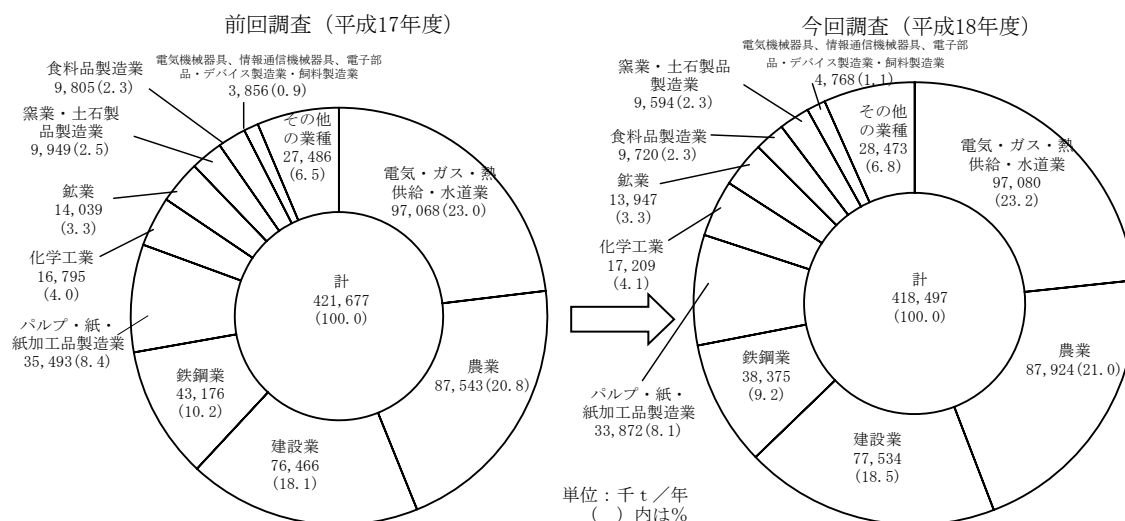 前回調査（平成17年度）
電気機械器具、情報通信機械器具、電子部
品・デバイス製造業・飼料製造業
3,856(0.9)
食料品製造業
9,805(2.3)
窯業・土石製
品製造業
9,949(2.5)
鉱業
14,039
(3.3)
化学工業
16,795
(4.0)
パルプ・紙・
紙加工品製造業
35,493(8.4)
鉄鋼業
43,176
(10.2)
建設業
76,466
(18.1)
農業
87,543(20.8)
電気・ガス・熱
供給・水道業
97,068(23.0)
その他
の業種
27,486
(6.5)
計
421,677
(100.0)
今回調査（平成18年度）
電気機械器具、情報通信機械器具、電子部
品・デバイス製造業・飼料製造業
4,768(1.1)
窯業・土石製品
製造業
9,594(2.3)
食料品製造業
9,720(2.3)
鉱業
13,947
(3.3)
化学工業
17,209
(4.1)
パルプ・紙・
紙加工品製造業
33,872(8.1)
鉄鋼業
38,375
(9.2)
建設業
77,534
(18.5)
農業
87,924(21.0)
電気・ガス・熱
供給・水道業
97,080
(23.2)
その他
の業種
28,473
(6.8)
計
418,497
(100.0)
単位：千ｔ／年
（　）内は％